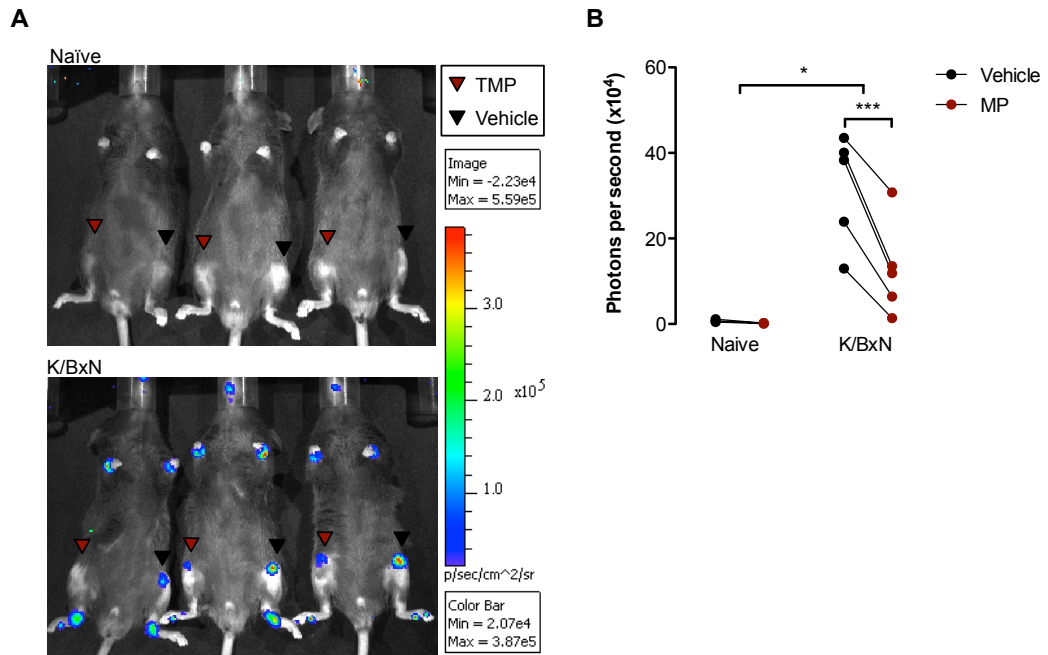 A
B
Naïve
TMP
Vehicle
Image
Min = -2.23e4
Max = 5.59e5
3.0
2.0
x10^5
1.0
p/sec/cm^2/sr
Color Bar
Min = 2.07e4
Max = 3.87e5
K/BxN
Photons per second (x10⁴)
60
40
20
0
*
***
Naive
K/BxN
Vehicle
MP